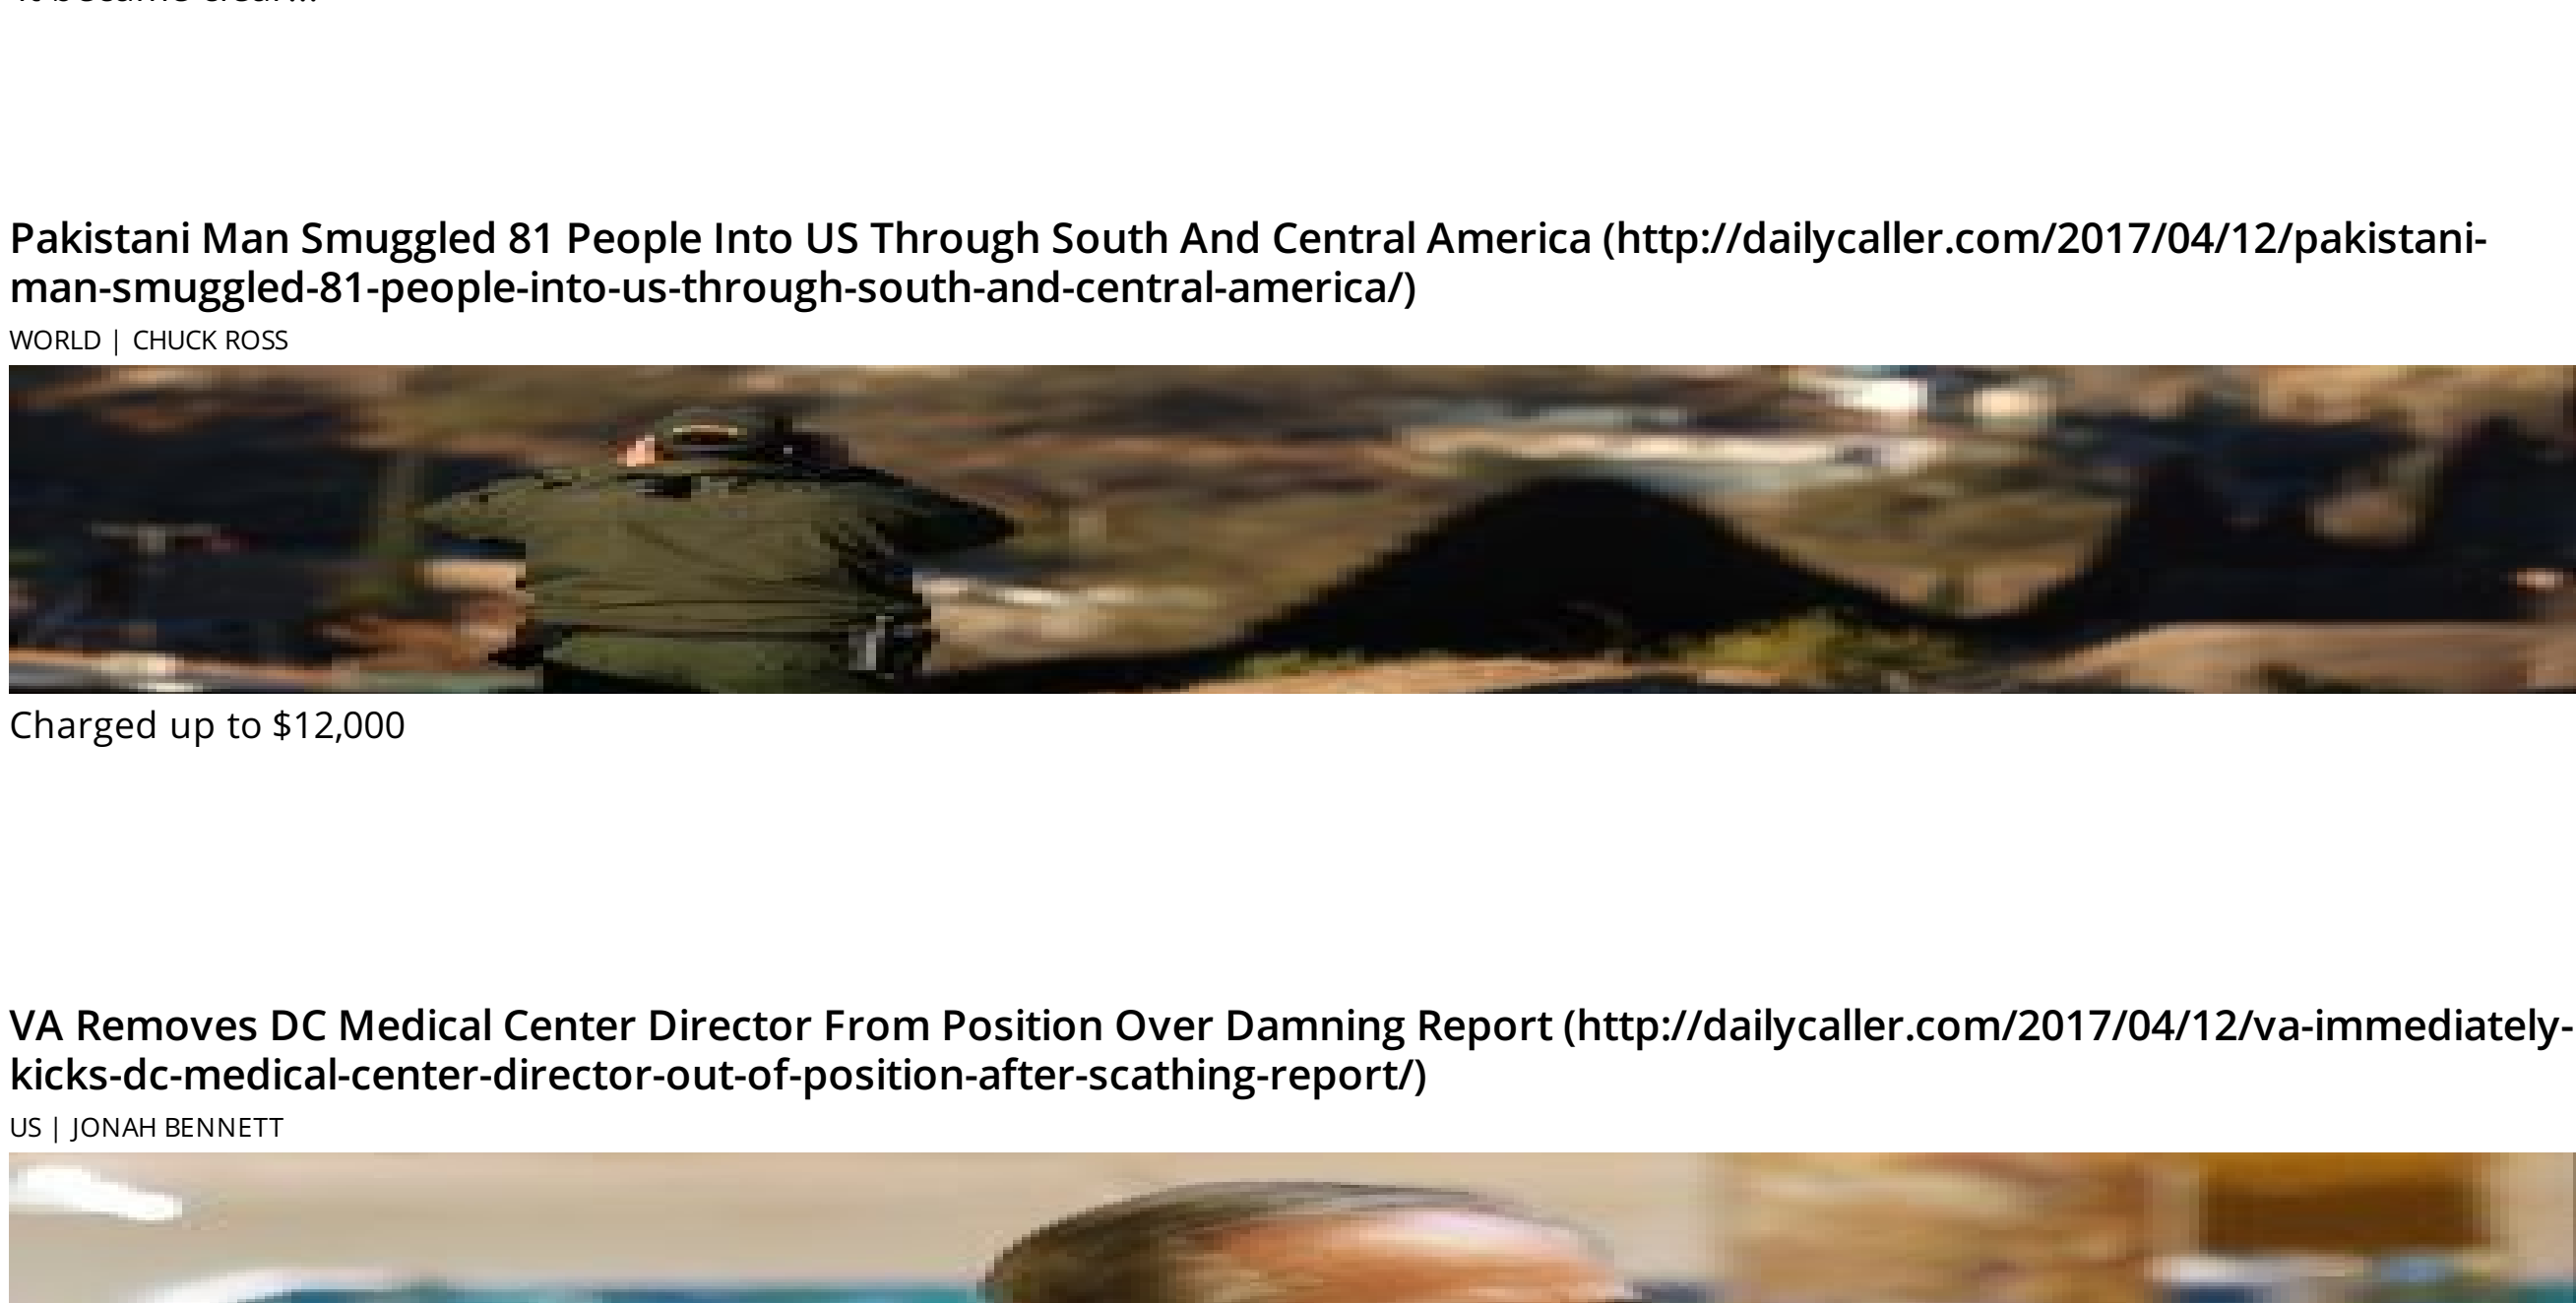 it became clear...
Pakistani Man Smuggled 81 People Into US Through South And Central America (http://dailycaller.com/2017/04/12/pakistani-
man-smuggled-81-people-into-us-through-south-and-central-america/)
WORLD | CHUCK ROSS
Charged up to $12,000
VA Removes DC Medical Center Director From Position Over Damning Report (http://dailycaller.com/2017/04/12/va-immediately-
kicks-dc-medical-center-director-out-of-position-after-scathing-report/)
US | JONAH BENNETT